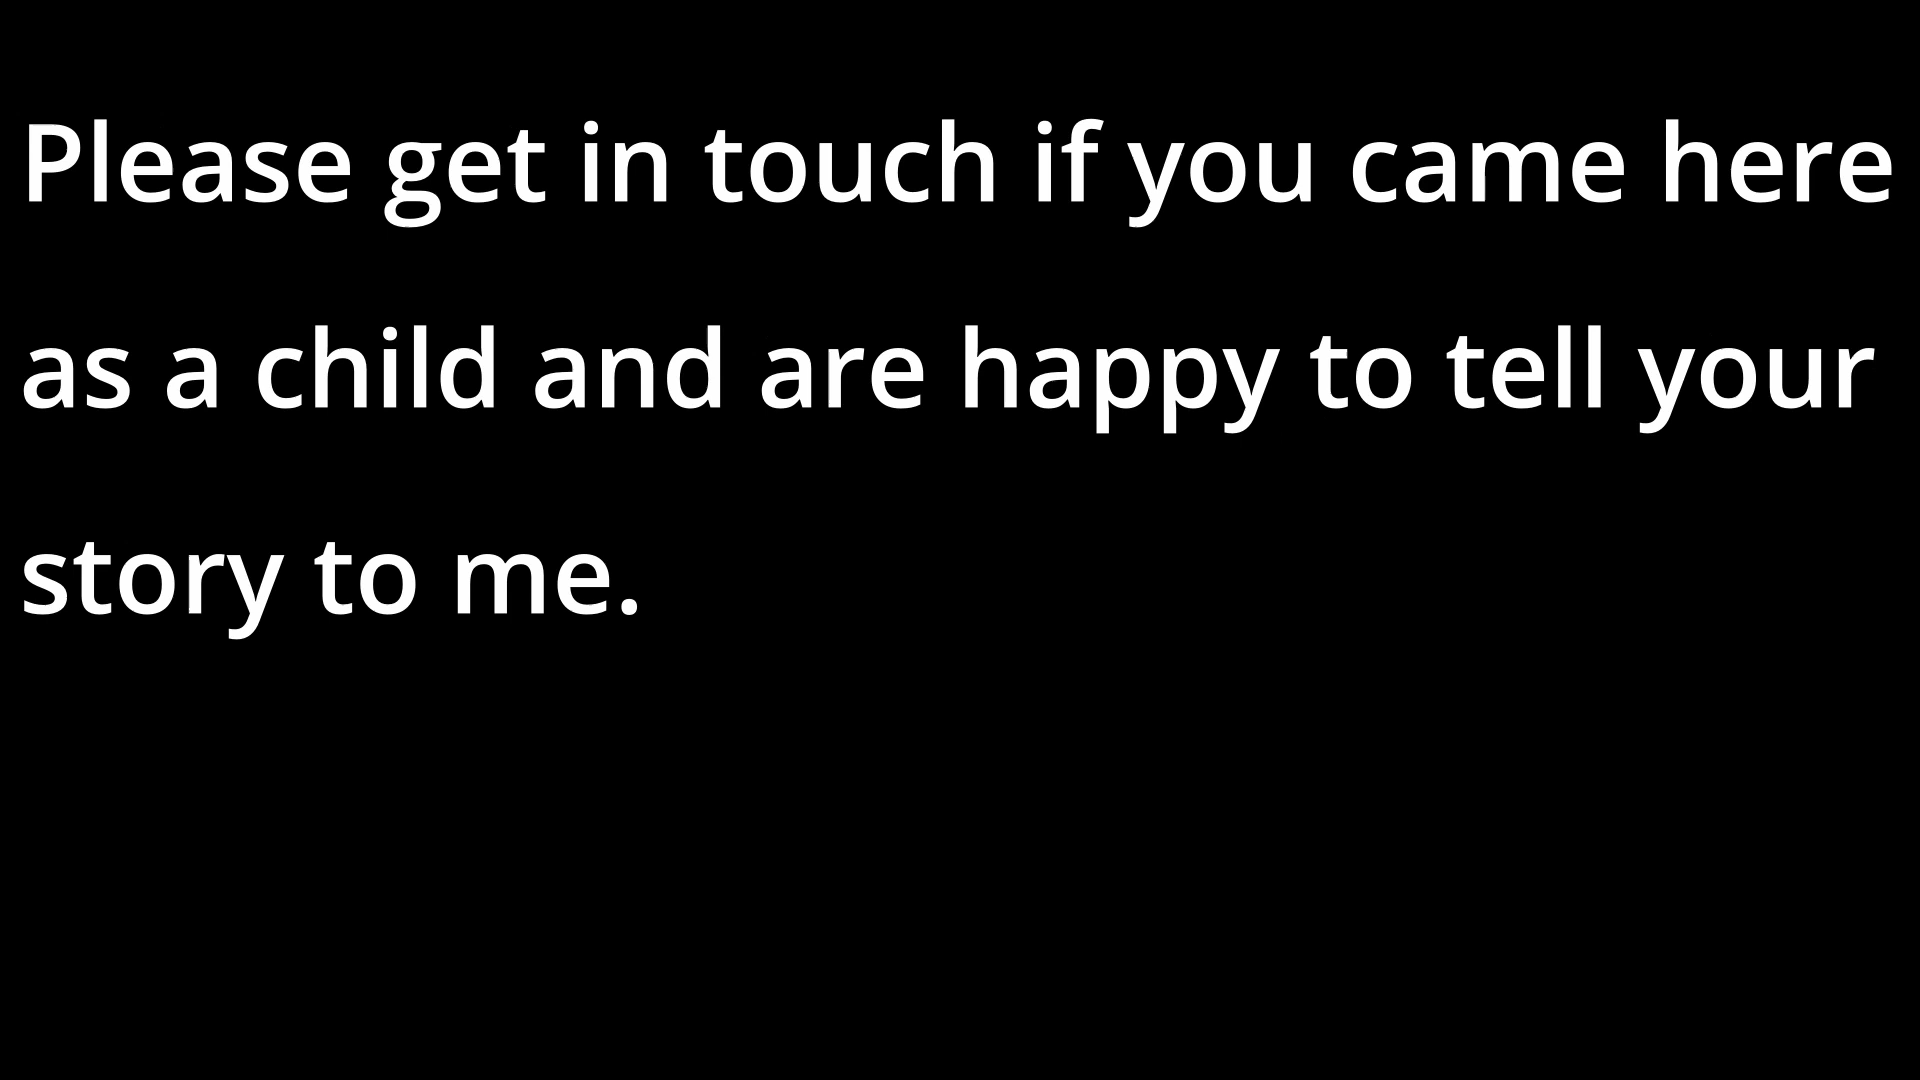 Please get in touch if you came here
as a child and are happy to tell your
story to me.